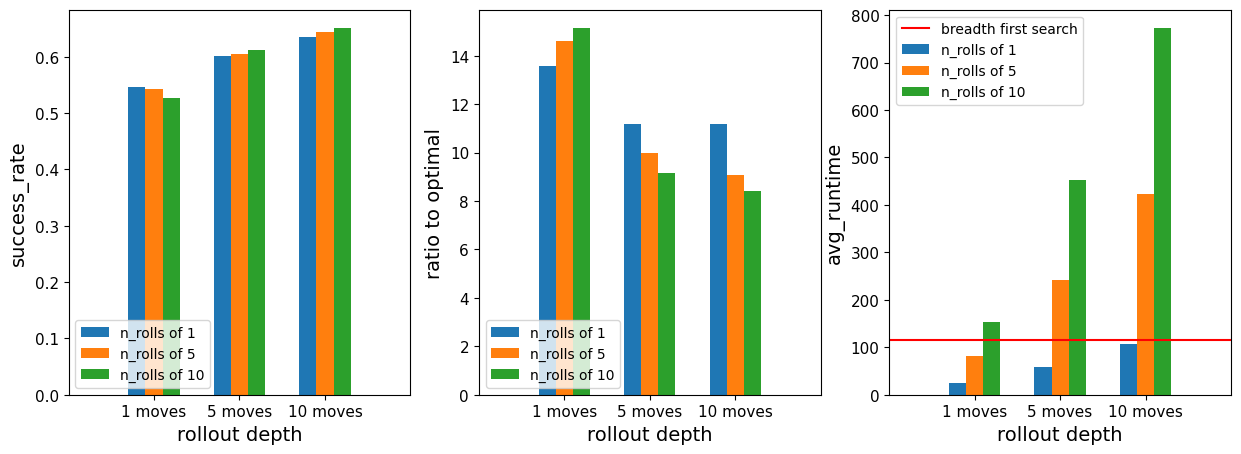 success_rate
0.6
0.5
0.4
0.3
0.2
0.1
0.0
n_rolls of 1
n_rolls of 5
n_rolls of 10
1 moves 5 moves 10 moves
rollout depth
ratio to optimal
14
12
10
8
6
4
2
0
n_rolls of 1
n_rolls of 5
n_rolls of 10
1 moves 5 moves 10 moves
rollout depth
avg_runtime
800
700
600
500
400
300
200
100
0
breadth first search
n_rolls of 1
n_rolls of 5
n_rolls of 10
1 moves 5 moves 10 moves
rollout depth